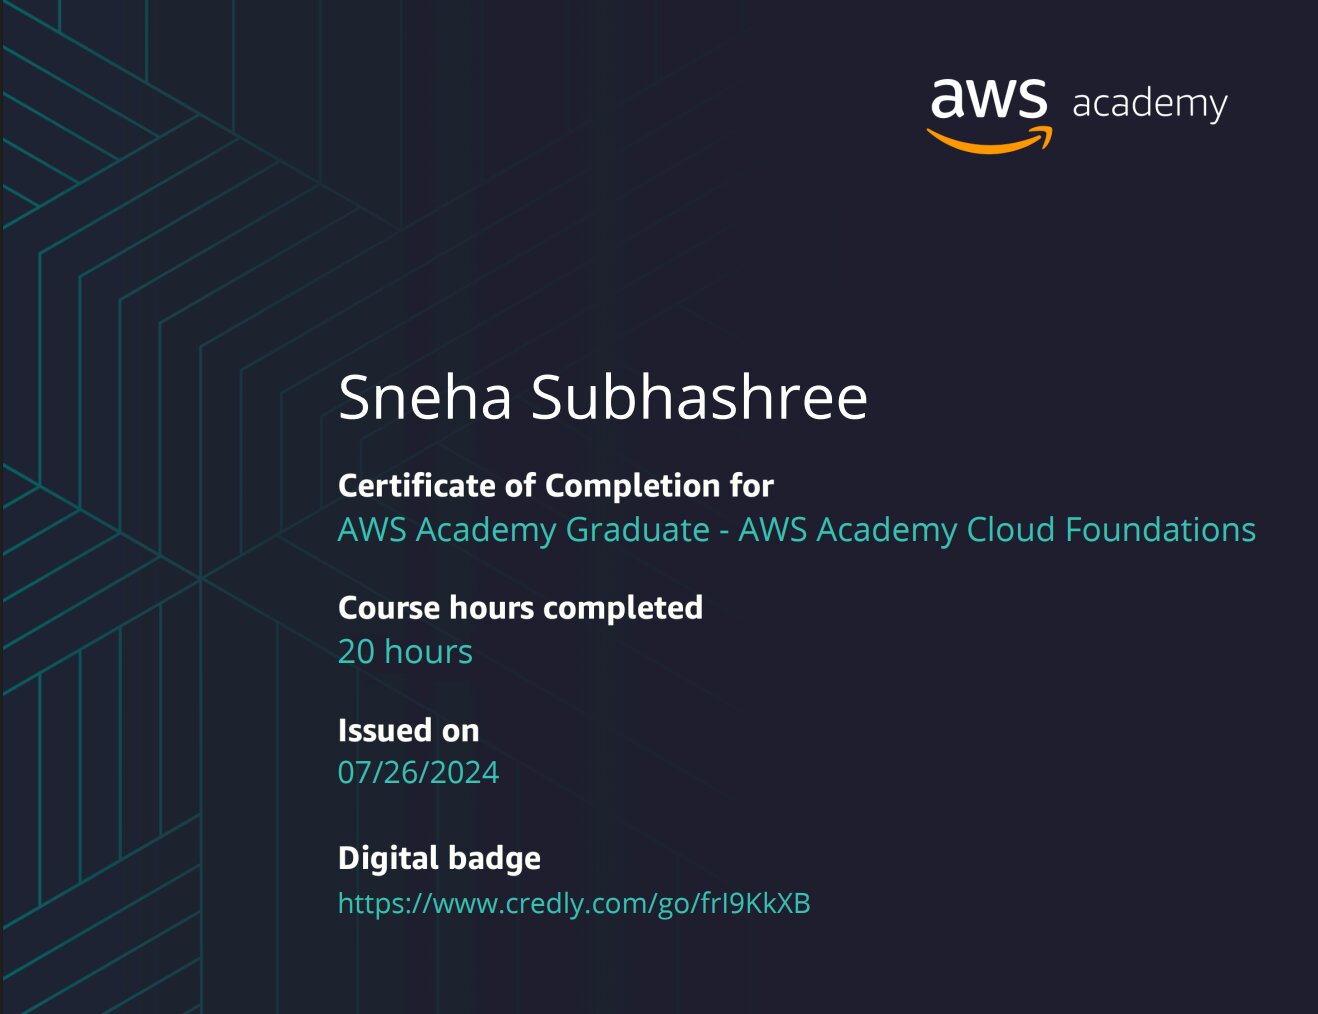 aws academy
Sneha Subhashree
Certificate of Completion for
AWS Academy Graduate - AWS Academy Cloud Foundations
Course hours completed
20 hours
Issued on
07/26/2024
Digital badge
https://www.credly.com/go/frI9KkXB